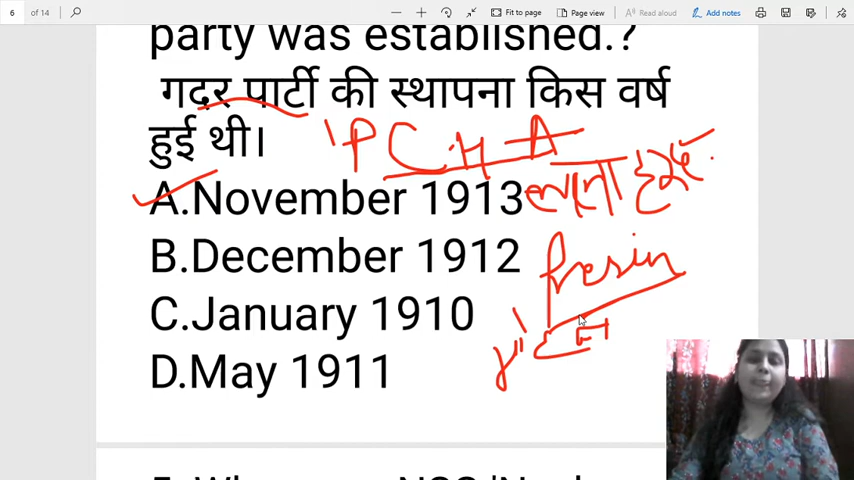 6 of 14 Fit to page Page view Read aloud Add notes
party was established.?
गदर पार्टी की स्थापना किस वर्ष
हुई थी।
P C H A
A.November 1913 लाला हरद
B.December 1912
C.January 1910
D.May 1911